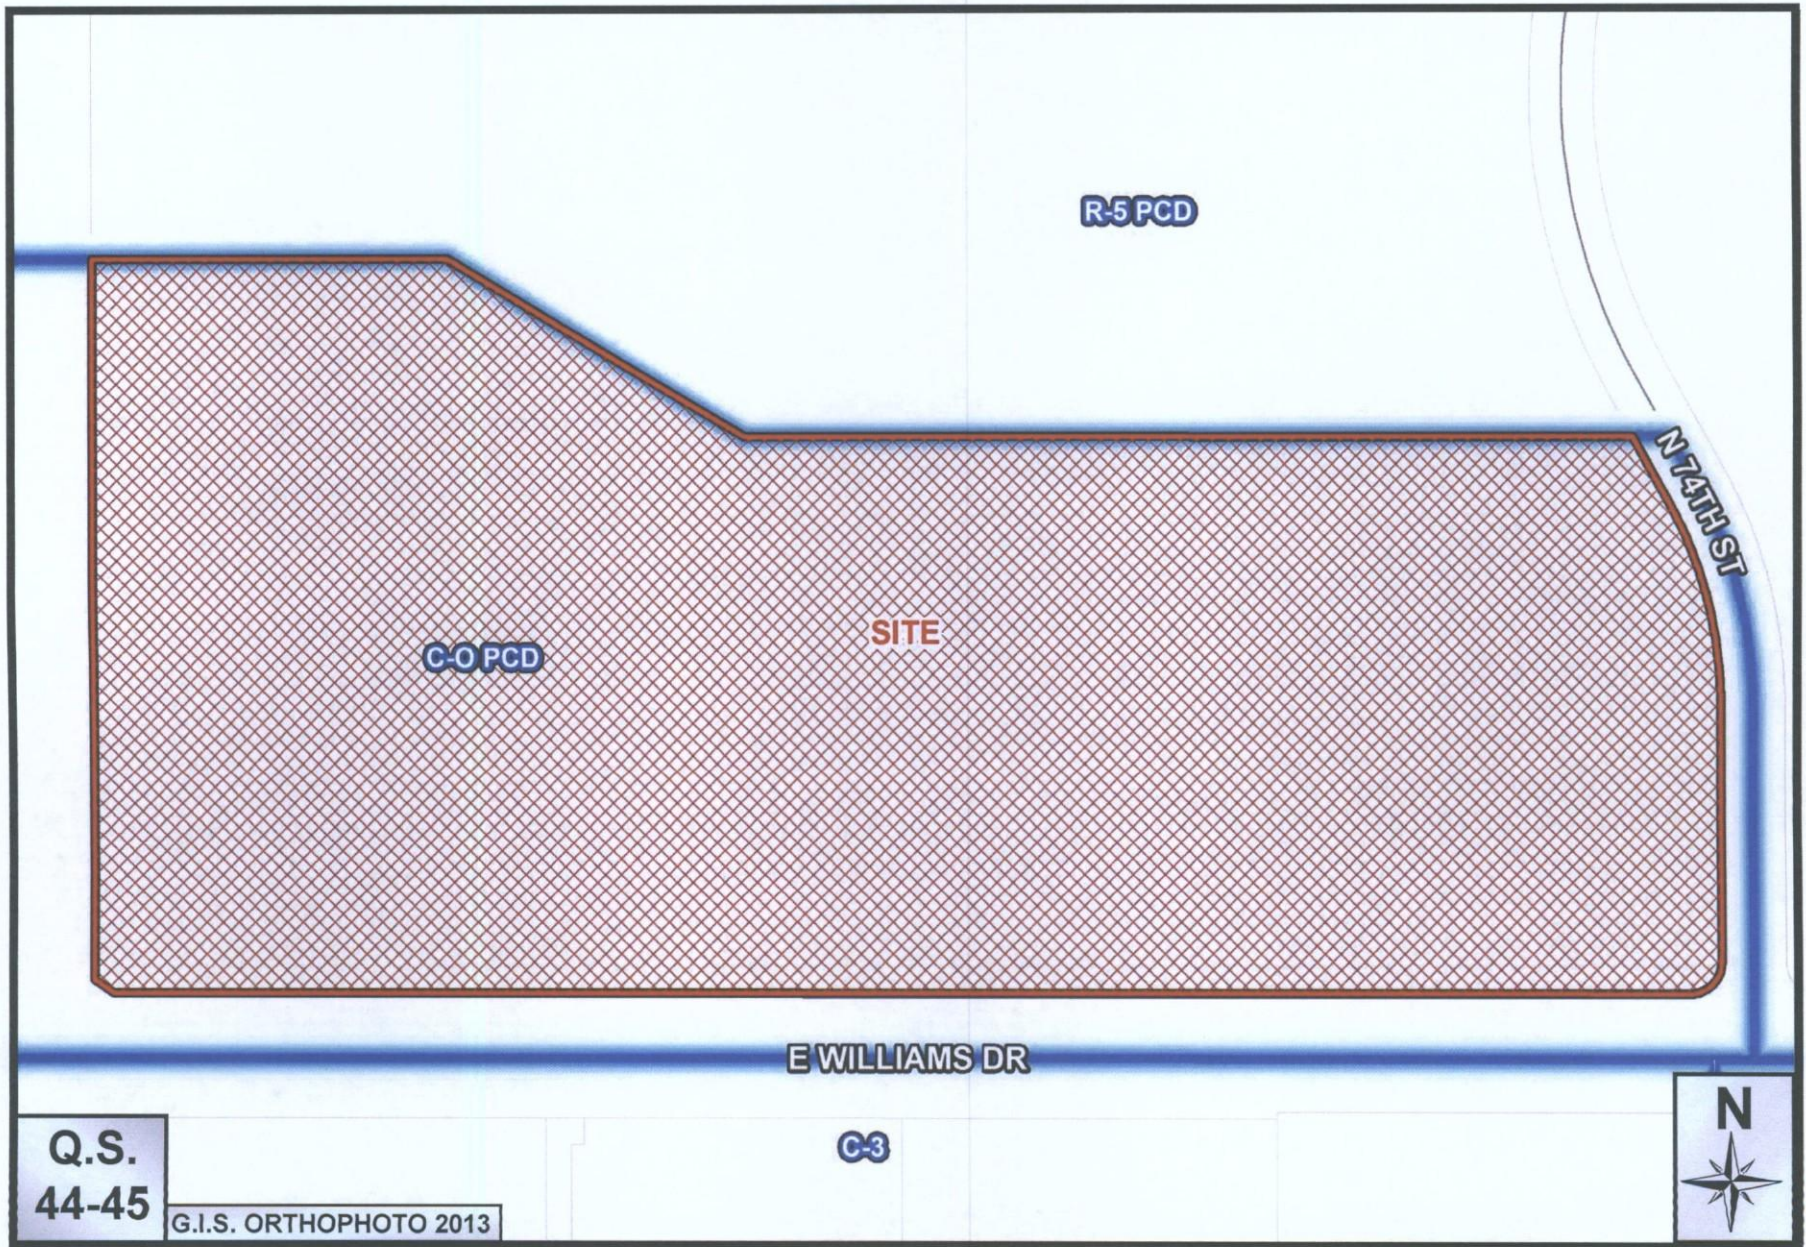 R-5 PCD
N 74TH ST
SITE
C-O PCD
E WILLIAMS DR
C-3
Q.S.
44-45
G.I.S. ORTHOPHOTO 2013
N